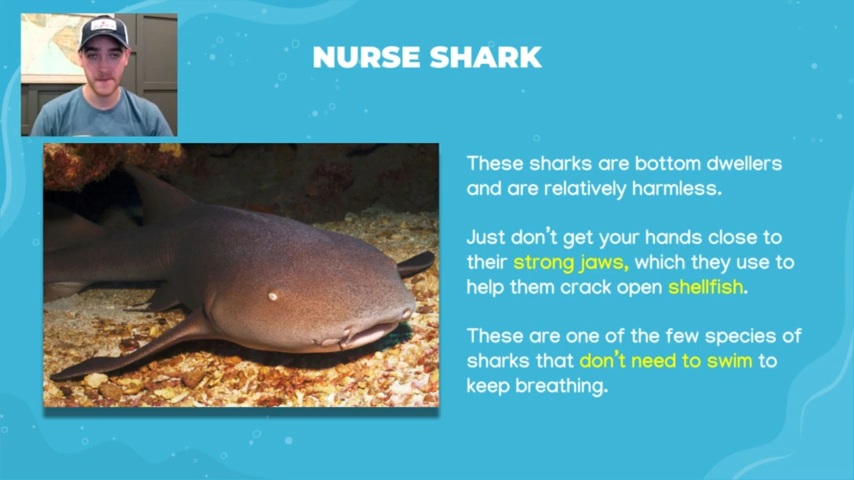 NURSE SHARK
These sharks are bottom dwellers
and are relatively harmless.
Just don't get your hands close to
their strong jaws, which they use to
help them crack open shellfish.
These are one of the few species of
sharks that don't need to swim to
keep breathing.